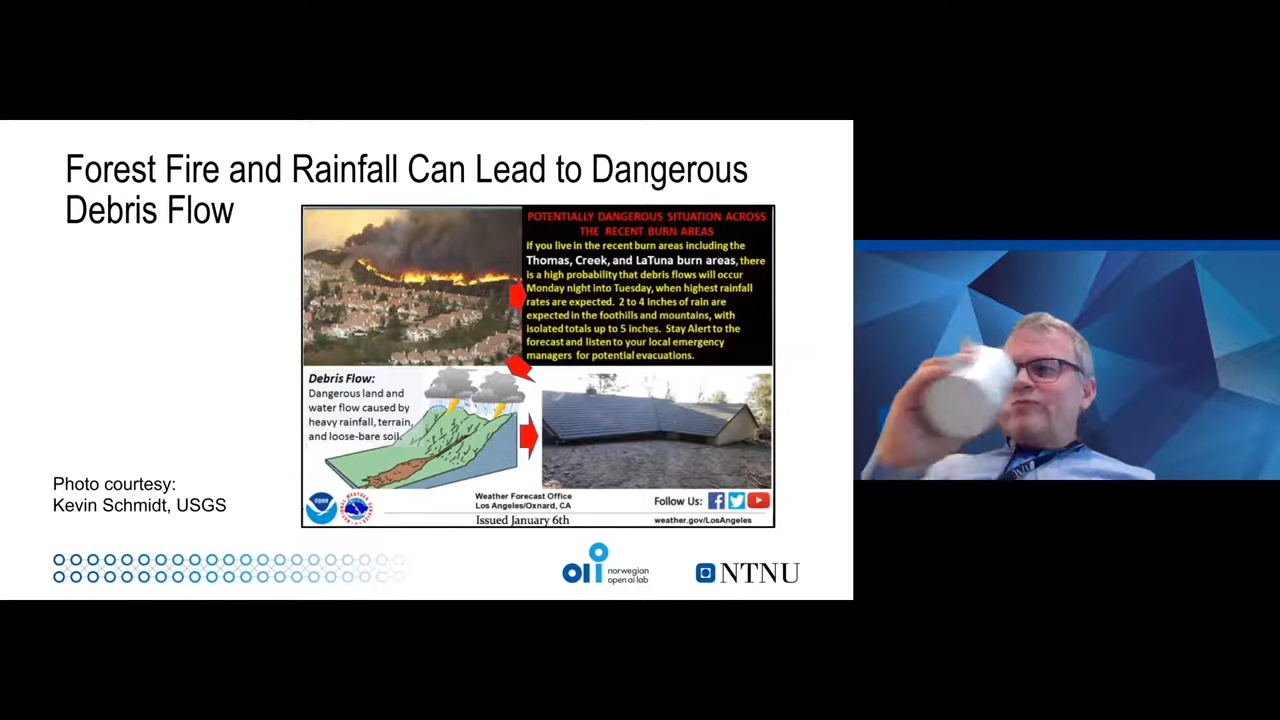 Forest Fire and Rainfall Can Lead to Dangerous
Debris Flow
POTENTIALLY DANGEROUS SITUATION ACROSS
THE RECENT BURN AREAS
If you live in the recent burn areas including the
Thomas, Creek, and LaTuna burn areas, there
is a high probability that debris flows will occur
Monday night into Tuesday, when highest rainfall
rates are expected. 2 to 4 inches of rain are
expected in the foothills and mountains, with
isolated totals up to 5 inches. Stay Alert to the
forecast and listen to your local emergency
managers for potential evacuations.
Debris Flow:
Dangerous land and
water flow caused by
heavy rainfall, terrain,
and loose-bare soil.
Photo courtesy:
Kevin Schmidt, USGS
NOAA
Weather Forecast Office
Los Angeles/Oxnard, CA
Issued January 6th
Follow Us:
weather.gov/LosAngeles
norwegian
open ai lab
NTNU